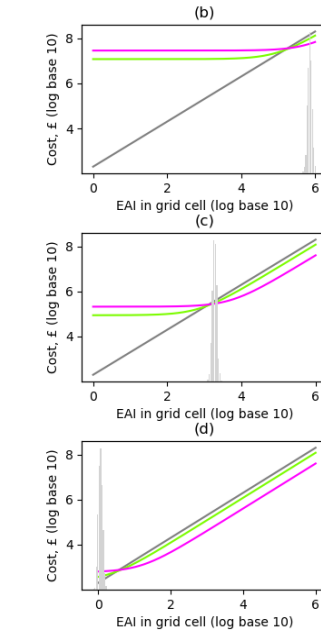 (b)
8
6
4
Cost, £ (log base 10)
0 2 4 6
EAI in grid cell (log base 10)
(c)
8
6
4
Cost, £ (log base 10)
0 2 4 6
EAI in grid cell (log base 10)
(d)
8
6
4
Cost, £ (log base 10)
0 2 4 6
EAI in grid cell (log base 10)